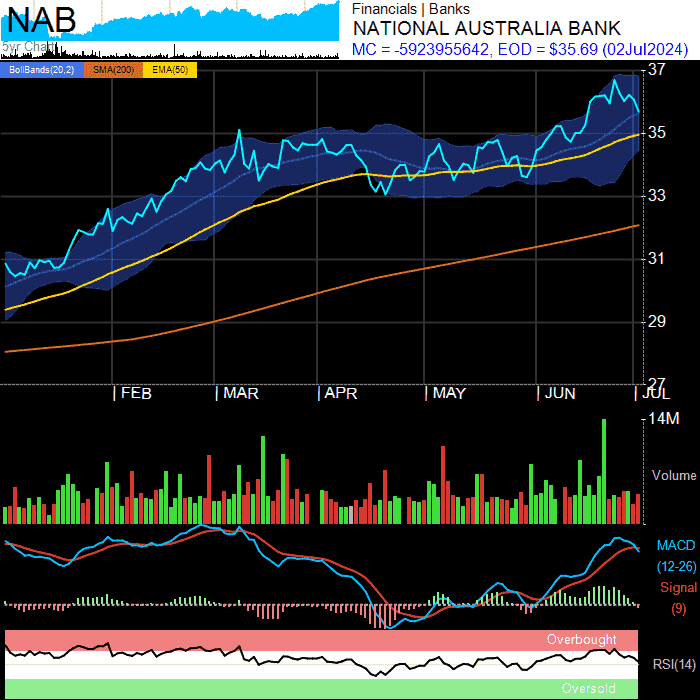 NAB
5yr Chart
Financials | Banks
NATIONAL AUSTRALIA BANK
MC = -5923955642, EOD = $35.69 (02Jul2024)
BollBands(20,2) SMA(200) EMA(50)
37
35
33
31
29
27
FEB MAR APR MAY JUN JUL
14M
Volume
MACD
(12-26)
Signal
(9)
Overbought
RSI(14)
Oversold